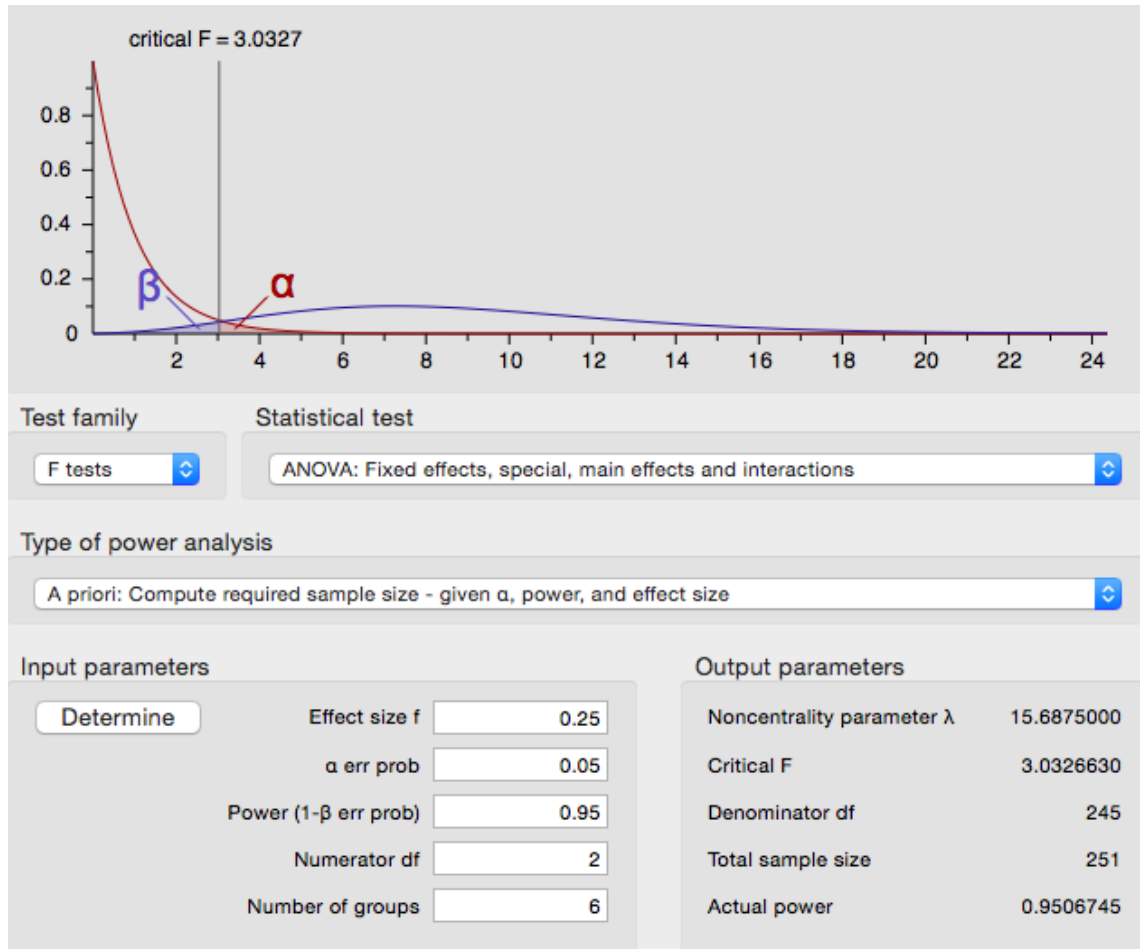 critical F = 3.0327
0.8
0.6
0.4
0.2
β α
0
2 4 6 8 10 12 14 16 18 20 22 24
Test family Statistical test
F tests ANOVA: Fixed effects, special, main effects and interactions
Type of power analysis
A priori: Compute required sample size - given α, power, and effect size
Input parameters Output parameters
Determine Effect size f 0.25 Noncentrality parameter λ 15.6875000
α err prob 0.05 Critical F 3.0326630
Power (1-β err prob) 0.95 Denominator df 245
Numerator df 2 Total sample size 251
Number of groups 6 Actual power 0.9506745